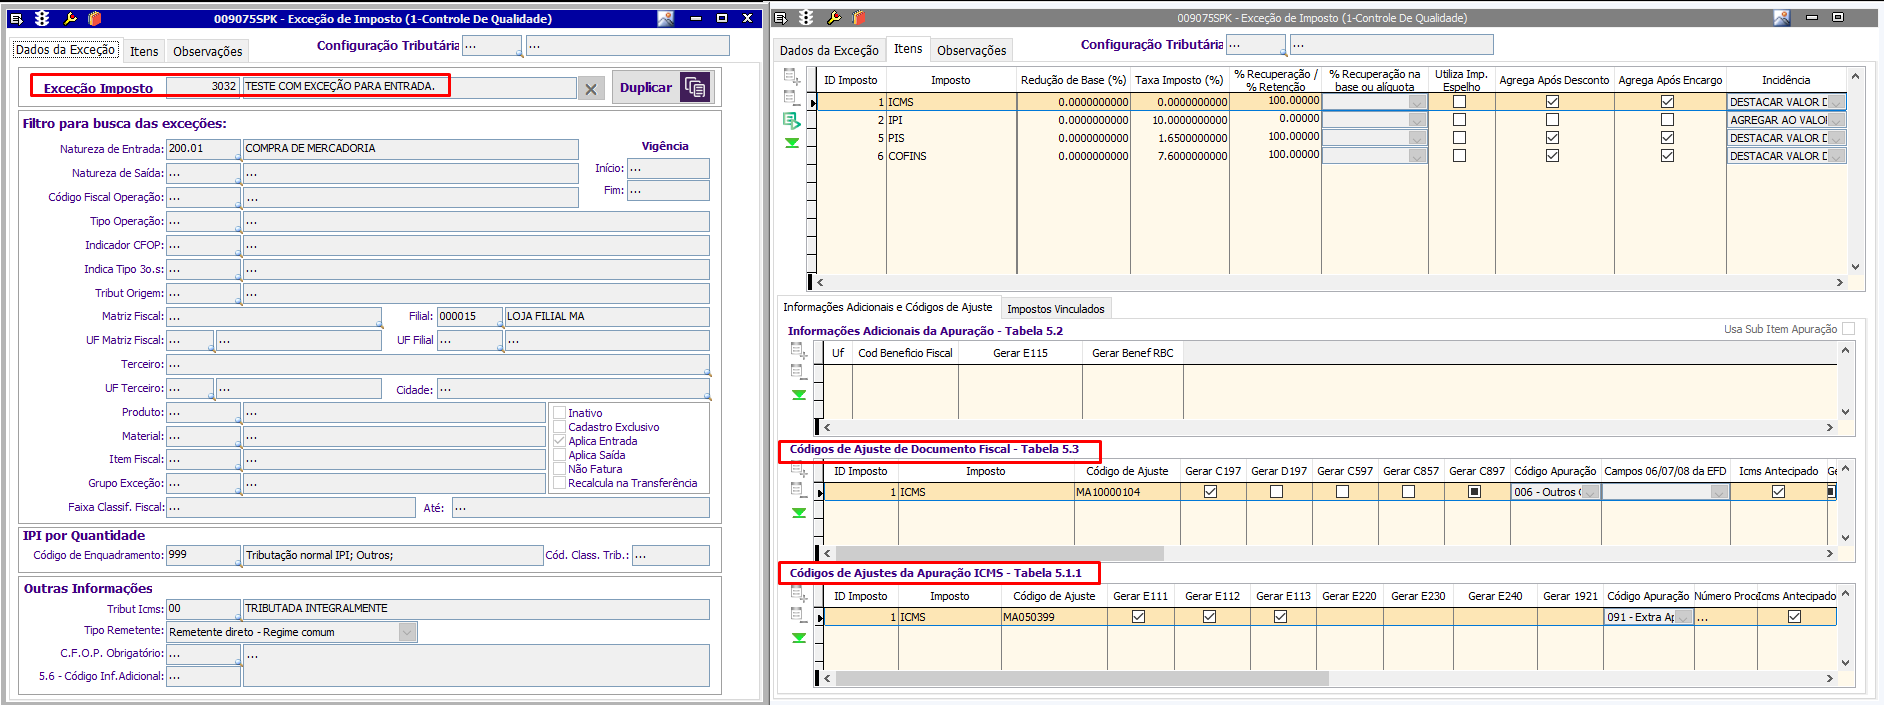 009075SPK - Exceção de Imposto (1-Controle De Qualidade)
Dados da Exceção
Itens
Observações
Configuração Tributária
...
...
Exceção Imposto
3032
TESTE COM EXCEÇÃO PARA ENTRADA.
Duplicar
Filtro para busca das exceções:
Natureza de Entrada: 200.01 COMPRA DE MERCADORIA
Vigência
Natureza de Saída: ... ...
Início: ...
Fim: ...
Código Fiscal Operação: ... ...
Tipo Operação: ... ...
Indicador CFOP: ... ...
Indica Tipo 3o.s: ... ...
Tribut Origem: ... ...
Matriz Fiscal: ... Filial: 000015 LOJA FILIAL MA
UF Matriz Fiscal: ... ... UF Filial ... ...
Terceiro: ...
UF Terceiro: ... ... Cidade: ...
Produto: ... ...
Material: ... ...
Item Fiscal: ... ...
Grupo Exceção: ... ...
Inativo
Cadastro Exclusivo
Aplica Entrada
Aplica Saída
Não Fatura
Recalcula na Transferência
Faixa Classif. Fiscal: ... Até: ...
IPI por Quantidade
Código de Enquadramento: 999 Tributação normal IPI; Outros; Cód. Class. Trib.: ...
Outras Informações
Tribut Icms: 00 TRIBUTADA INTEGRALMENTE
Tipo Remetente: Remetente direto - Regime comum
C.F.O.P. Obrigatório: ... ...
5.6 - Código Inf.Adicional: ...
009075SPK - Exceção de Imposto (1-Controle De Qualidade)
Dados da Exceção
Itens
Observações
Configuração Tributária
...
...
ID Imposto Imposto Redução de Base (%) Taxa Imposto (%) % Recuperação / % Retenção % Recuperação na base ou alíquota Utiliza Imp. Espelho Agrega Após Desconto Agrega Após Encargo Incidência
1 ICMS 0.0000000000 0.0000000000 100.00000 DESTACAR VALOR D
2 IPI 0.0000000000 10.0000000000 0.00000 AGREGAR AO VALO
5 PIS 0.0000000000 1.6500000000 100.00000 DESTACAR VALOR D
6 COFINS 0.0000000000 7.6000000000 100.00000 DESTACAR VALOR D
Informações Adicionais e Códigos de Ajuste
Impostos Vinculados
Informações Adicionais da Apuração - Tabela 5.2
Usa Sub Item Apuração
Uf Cod Beneficio Fiscal Gerar E115 Gerar Benef RBC
Códigos de Ajuste de Documento Fiscal - Tabela 5.3
ID Imposto Imposto Código de Ajuste Gerar C197 Gerar D197 Gerar C597 Gerar C857 Gerar C897 Código Apuração Campos 06/07/08 da EFD Icms Antecipado Ge
1 ICMS MA10000104 006 - Outros
Códigos de Ajustes da Apuração ICMS - Tabela 5.1.1
ID Imposto Imposto Código de Ajuste Gerar E111 Gerar E112 Gerar E113 Gerar E220 Gerar E230 Gerar E240 Gerar 1921 Código Apuração Número Proc Icms Antecipado
1 ICMS MA050399 091 - Extra Ap ...